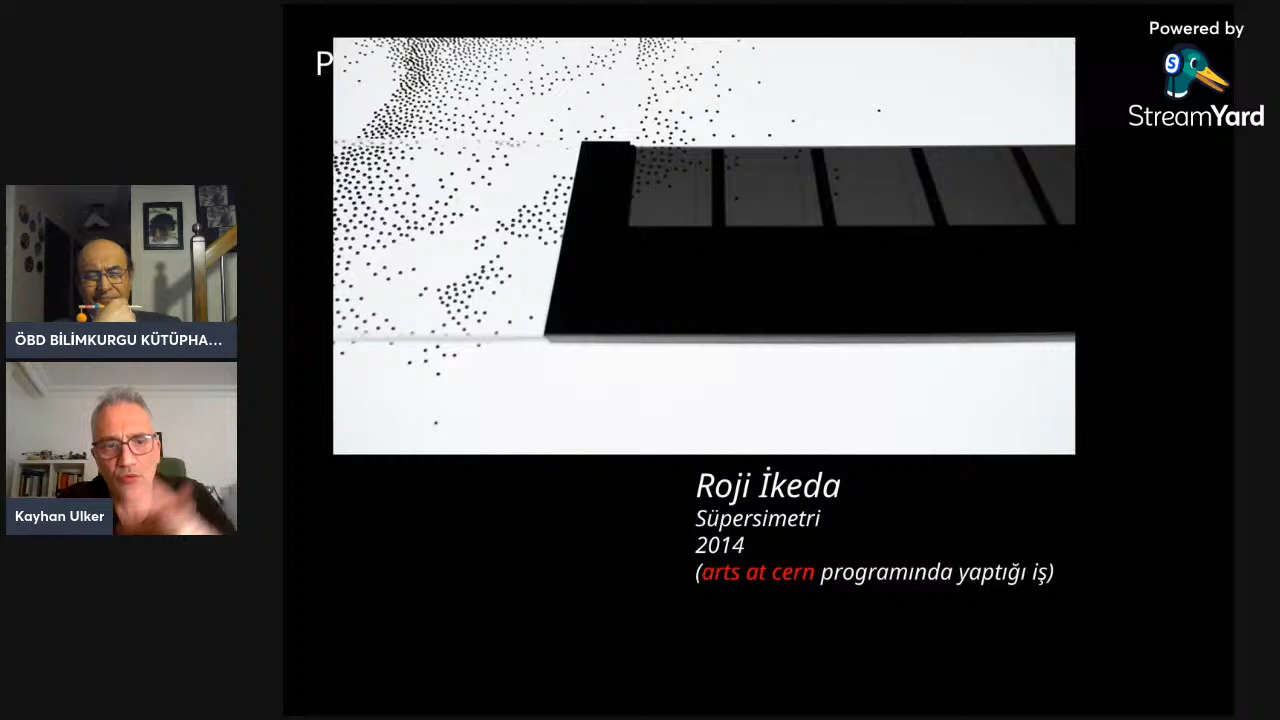 Powered by
S
StreamYard
P
ÖBD BİLİMKURGU KÜTÜPHA...
Kayhan Ulker
Roji İkeda
Süpersimetri
2014
(arts at cern programında yaptığı iş)